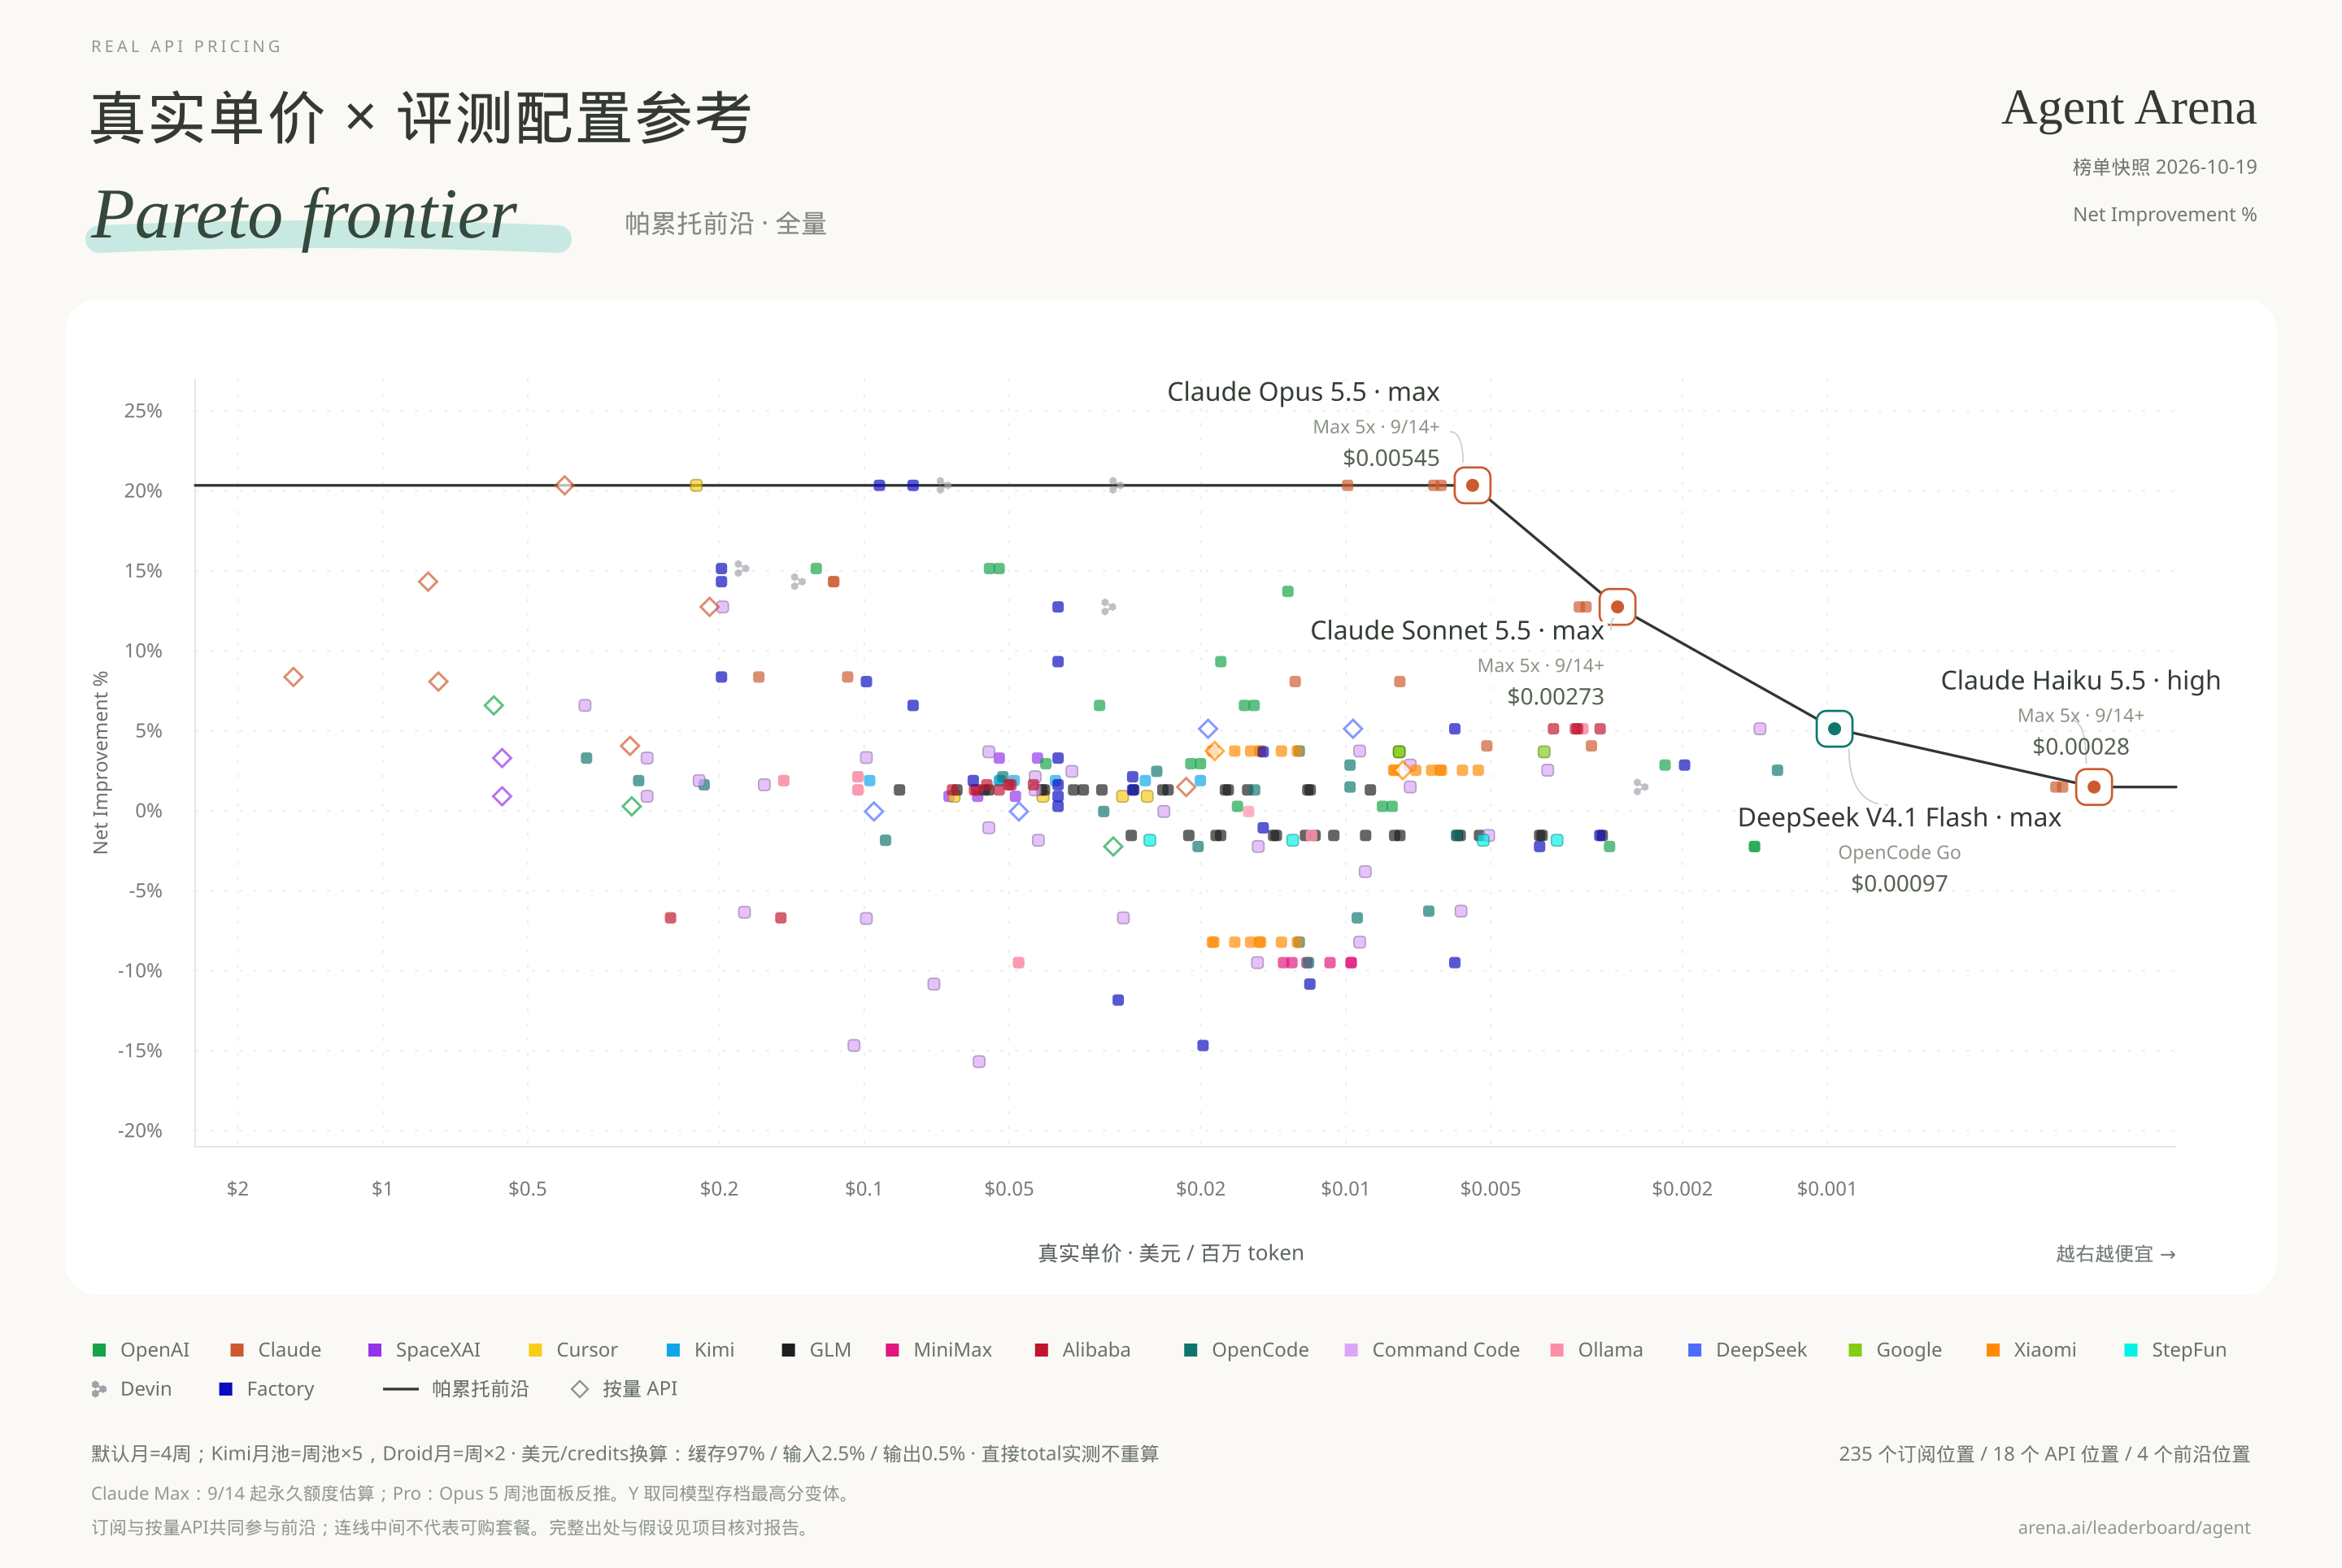 REAL API PRICING
真实单价 × 评测配置参考
Pareto frontier
帕累托前沿 · 全量
Agent Arena
榜单快照 2026-10-19
Net Improvement %
Claude Opus 5.5 · max
Max 5x · 9/14+
$0.00545
Claude Sonnet 5.5 · max
Max 5x · 9/14+
$0.00273
Claude Haiku 5.5 · high
Max 5x · 9/14+
$0.00028
DeepSeek V4.1 Flash · max
OpenCode Go
$0.00097
Net Improvement %
25%
20%
15%
10%
5%
0%
-5%
-10%
-15%
-20%
$2 $1 $0.5 $0.2 $0.1 $0.05 $0.02 $0.01 $0.005 $0.002 $0.001
真实单价 · 美元 / 百万 token
越右越便宜 →
OpenAI Claude SpaceXAI Cursor Kimi GLM MiniMax Alibaba OpenCode Command Code Ollama DeepSeek Google Xiaomi StepFun
Devin Factory 帕累托前沿 按量 API
默认月=4周；Kimi月池=周池×5，Droid月=周×2 · 美元/credits换算：缓存97% / 输入2.5% / 输出0.5% · 直接total实测不重算
235 个订阅位置 / 18 个 API 位置 / 4 个前沿位置
Claude Max：9/14 起永久额度估算；Pro：Opus 5 周池面板反推。Y 取同模型存档最高分变体。
订阅与按量API共同参与前沿；连线中间不代表可购套餐。完整出处与假设见项目核对报告。
arena.ai/leaderboard/agent